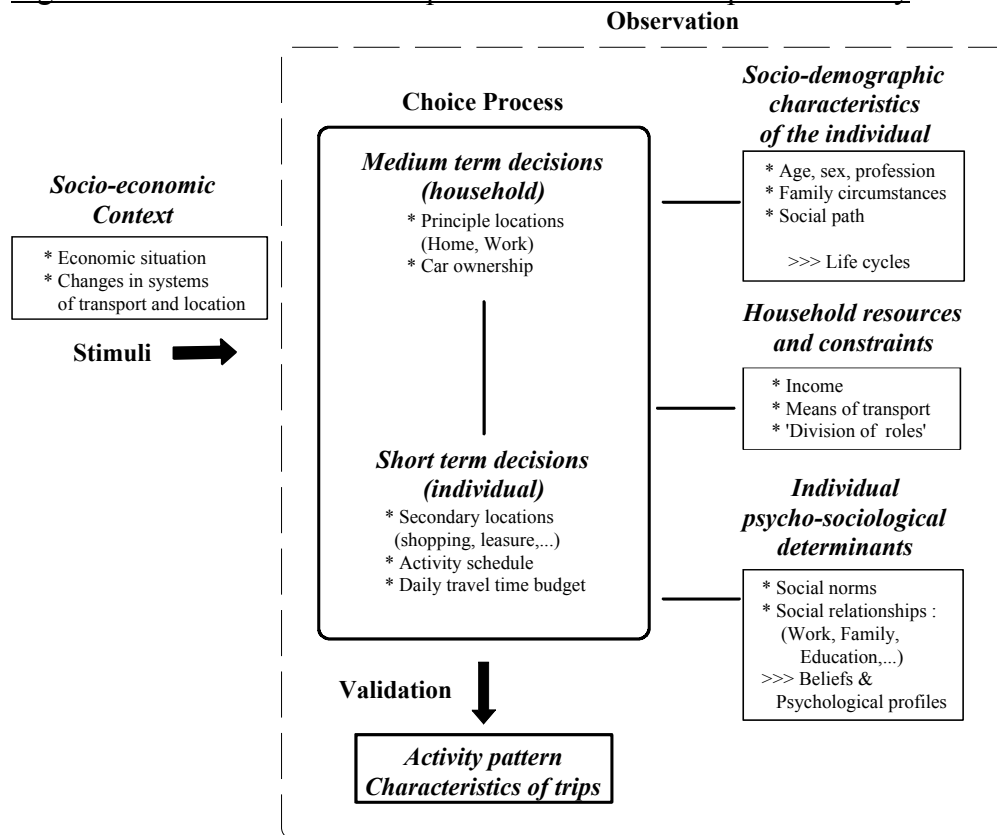 Observation
Choice Process
Medium term decisions
(household)
* Principle locations
(Home, Work)
* Car ownership
Short term decisions
(individual)
* Secondary locations
(shopping, leasure,...)
* Activity schedule
* Daily travel time budget
Socio-economic
Context
* Economic situation
* Changes in systems
of transport and location
Stimuli
Socio-demographic
characteristics
of the individual
* Age, sex, profession
* Family circumstances
* Social path
>>> Life cycles
Household resources
and constraints
* Income
* Means of transport
* 'Division of roles'
Individual
psycho-sociological
determinants
* Social norms
* Social relationships :
(Work, Family,
Education,...)
>>> Beliefs &
Psychological profiles
Validation
Activity pattern
Characteristics of trips